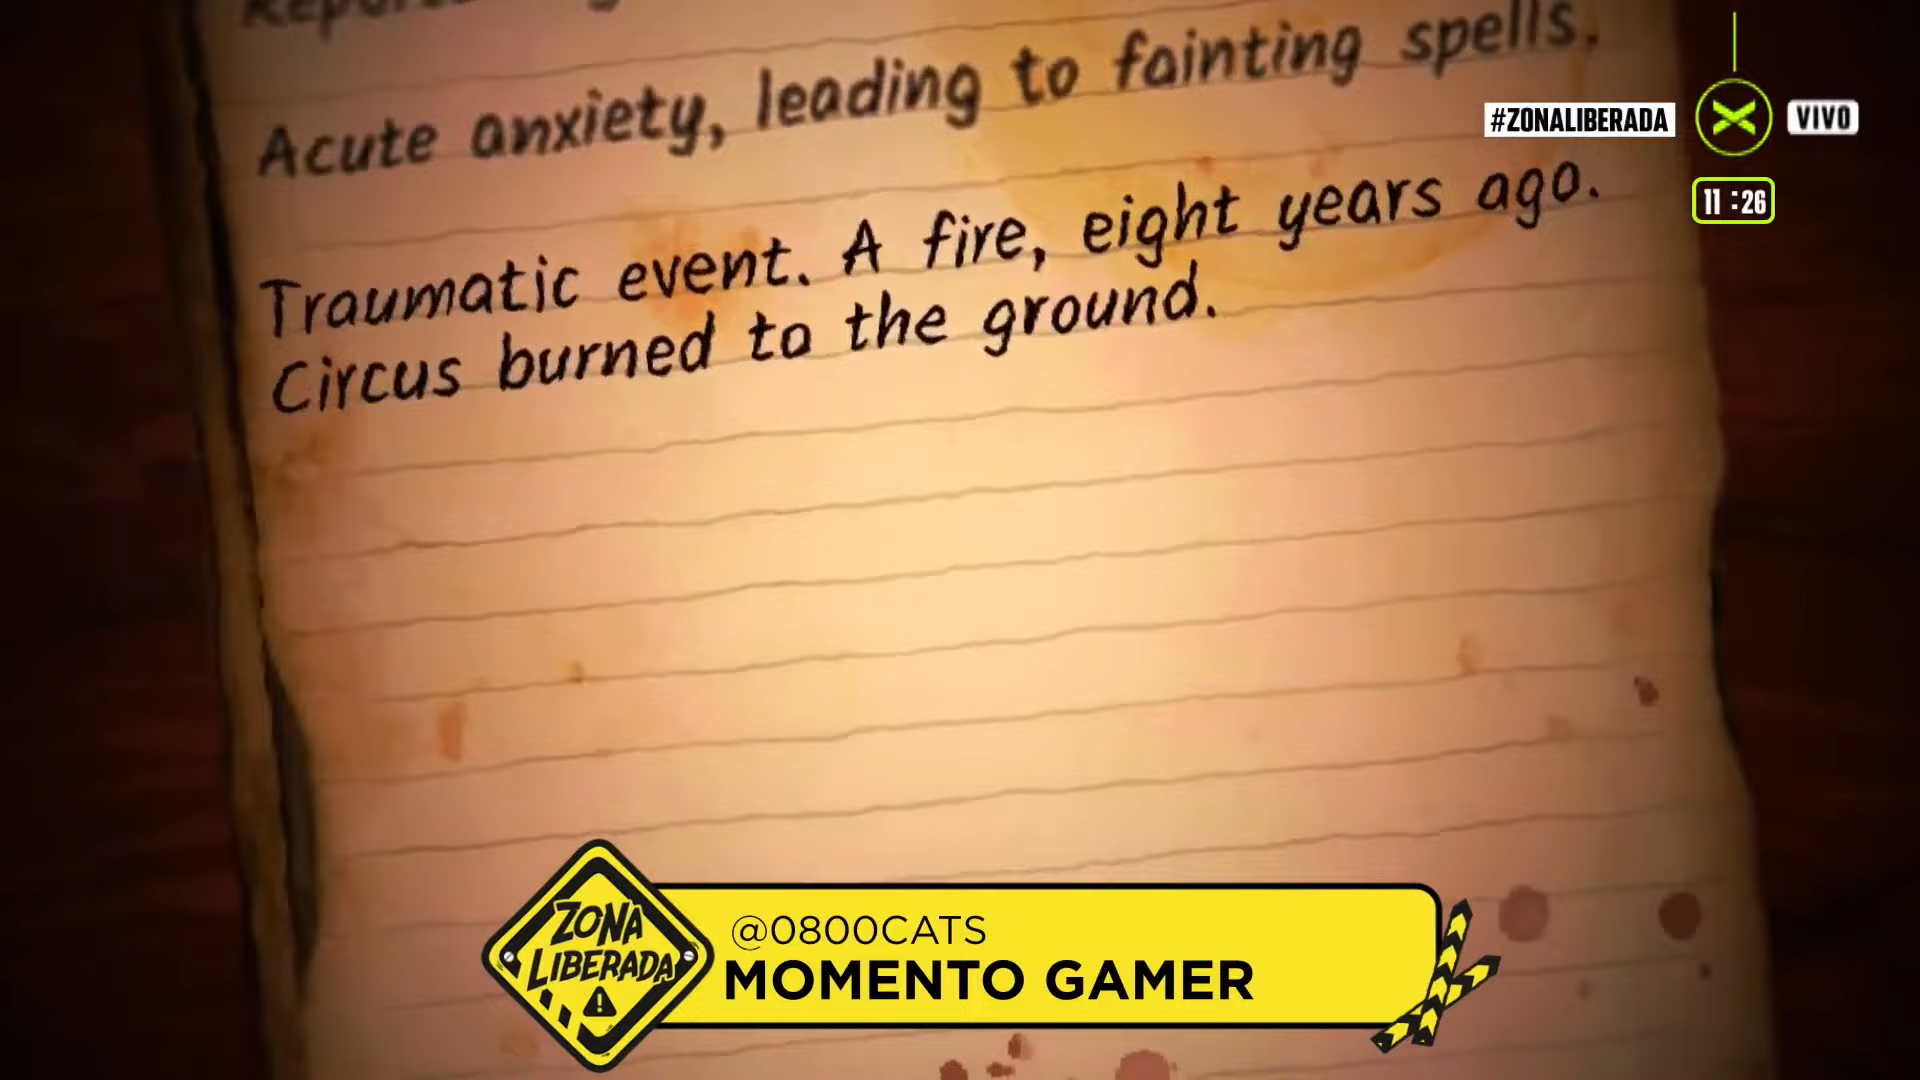 Acute anxiety, leading to fainting spells.
#ZONALIBERADA
VIVO
11:26
Traumatic event. A fire, eight years ago.
Circus burned to the ground.
ZONA
LIBERADA
@0800CATS
MOMENTO GAMER